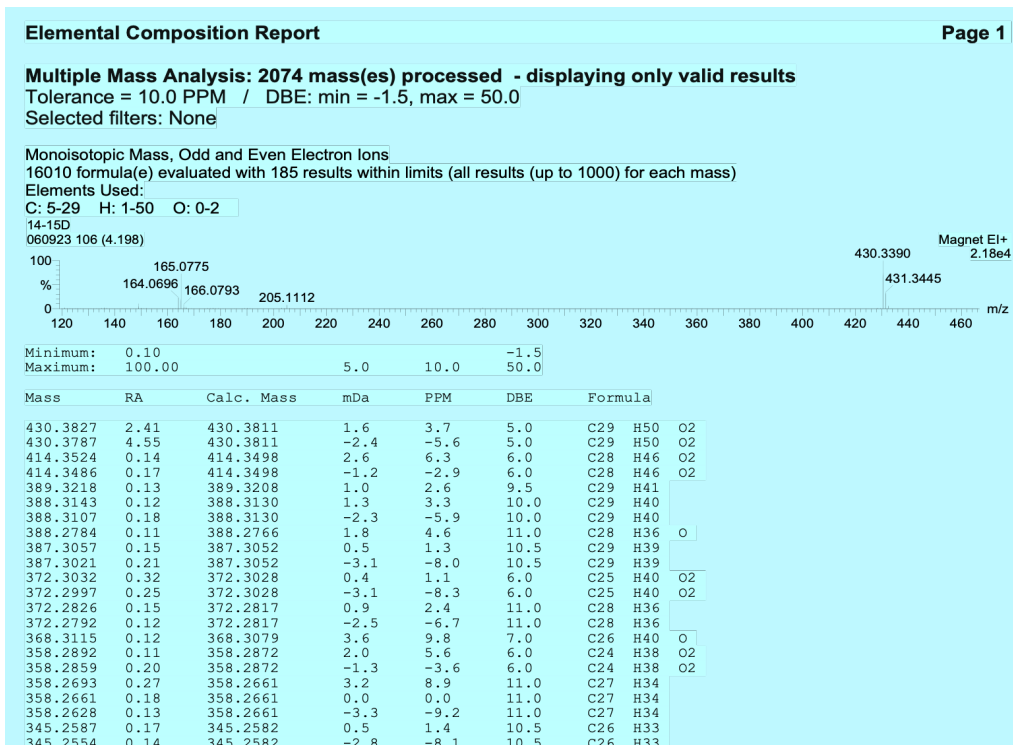 Elemental Composition Report Page 1
Multiple Mass Analysis: 2074 mass(es) processed - displaying only valid results
Tolerance = 10.0 PPM / DBE: min = -1.5, max = 50.0
Selected filters: None
Monoisotopic Mass, Odd and Even Electron Ions
16010 formula(e) evaluated with 185 results within limits (all results (up to 1000) for each mass)
Elements Used:
C: 5-29 H: 1-50 O: 0-2
14-15D
060923 106 (4.198) Magnet EI+
2.18e4
100
%
0
165.0775
164.0696
166.0793
205.1112
430.3390
431.3445
m/z
120 140 160 180 200 220 240 260 280 300 320 340 360 380 400 420 440 460
Minimum: 0.10 -1.5
Maximum: 100.00 5.0 10.0 50.0
Mass RA Calc. Mass mDa PPM DBE Formula
430.3827 2.41 430.3811 1.6 3.7 5.0 C29 H50 O2
430.3787 4.55 430.3811 -2.4 -5.6 5.0 C29 H50 O2
414.3524 0.14 414.3498 2.6 6.3 6.0 C28 H46 O2
414.3486 0.17 414.3498 -1.2 -2.9 6.0 C28 H46 O2
389.3218 0.13 389.3208 1.0 2.6 9.5 C29 H41
388.3143 0.12 388.3130 1.3 3.3 10.0 C29 H40
388.3107 0.18 388.3130 -2.3 -5.9 10.0 C29 H40
388.2784 0.11 388.2766 1.8 4.6 11.0 C28 H36 O
387.3057 0.15 387.3052 0.5 1.3 10.5 C29 H39
387.3021 0.21 387.3052 -3.1 -8.0 10.5 C29 H39
372.3032 0.32 372.3028 0.4 1.1 6.0 C25 H40 O2
372.2997 0.25 372.3028 -3.1 -8.3 6.0 C25 H40 O2
372.2826 0.15 372.2817 0.9 2.4 11.0 C28 H36
372.2792 0.12 372.2817 -2.5 -6.7 11.0 C28 H36
368.3115 0.12 368.3079 3.6 9.8 7.0 C26 H40 O
358.2892 0.11 358.2872 2.0 5.6 6.0 C24 H38 O2
358.2859 0.20 358.2872 -1.3 -3.6 6.0 C24 H38 O2
358.2693 0.27 358.2661 3.2 8.9 11.0 C27 H34
358.2661 0.18 358.2661 0.0 0.0 11.0 C27 H34
358.2628 0.13 358.2661 -3.3 -9.2 11.0 C27 H34
345.2587 0.17 345.2582 0.5 1.4 10.5 C26 H33
345.2554 0.14 345.2582 -2.8 -8.1 10.5 C26 H33